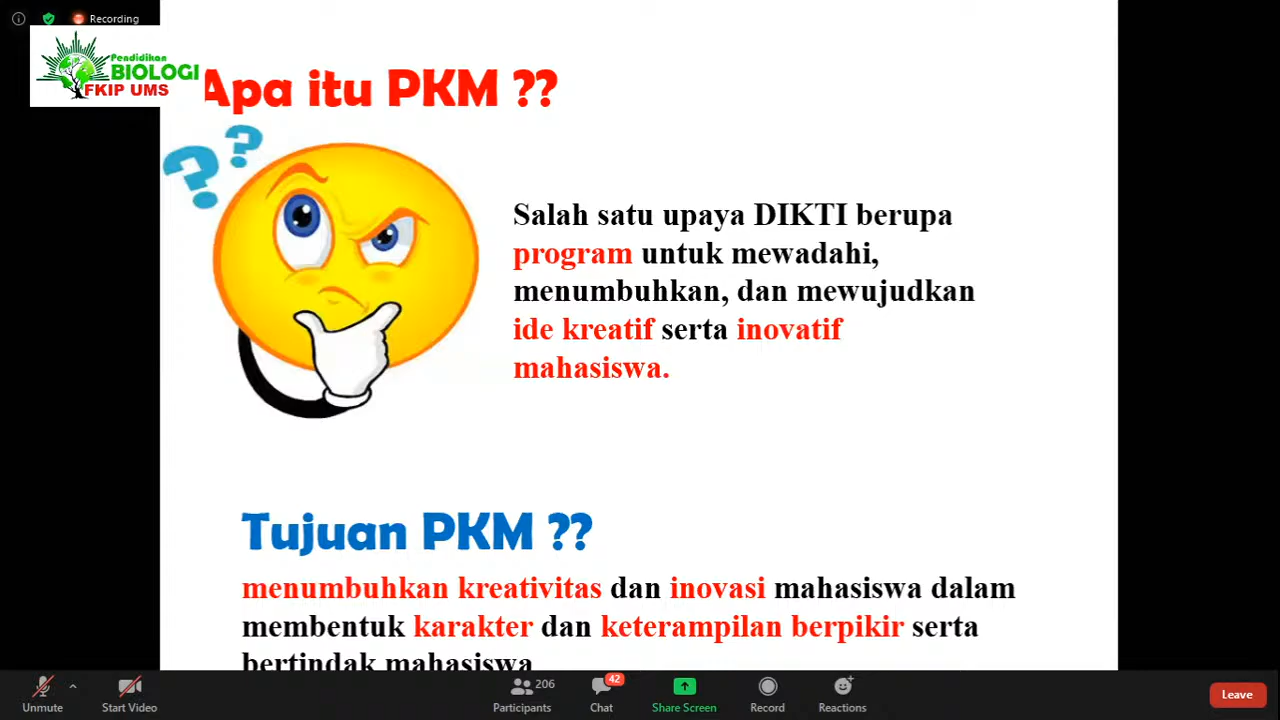 Recording
Pendidikan
BIOLOGI
FKIP UMS
Apa itu PKM ??
? ?
Salah satu upaya DIKTI berupa
program untuk mewadahi,
menumbuhkan, dan mewujudkan
ide kreatif serta inovatif
mahasiswa.
Tujuan PKM ??
menumbuhkan kreativitas dan inovasi mahasiswa dalam
membentuk karakter dan keterampilan berpikir serta
bertindak mahasiswa
206
42
Unmute
Start Video
Participants
Chat
Share Screen
Record
Reactions
Leave